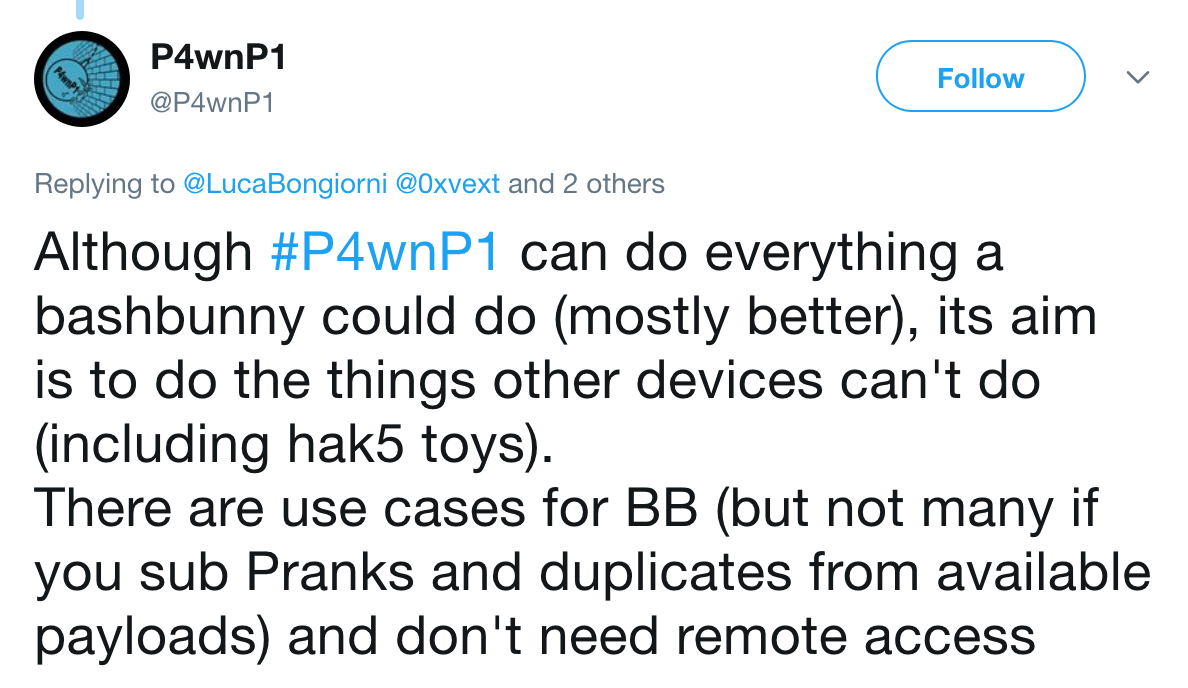 P4wnP1
@P4wnP1
Follow
Replying to @LucaBongiorni @0xvext and 2 others
Although #P4wnP1 can do everything a
bashbunny could do (mostly better), its aim
is to do the things other devices can't do
(including hak5 toys).
There are use cases for BB (but not many if
you sub Pranks and duplicates from available
payloads) and don't need remote access